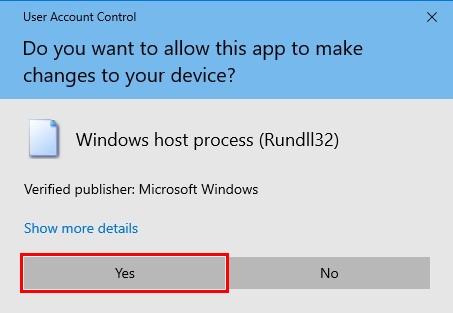 User Account Control
Do you want to allow this app to make
changes to your device?
Windows host process (Rundll32)
Verified publisher: Microsoft Windows
Show more details
Yes
No